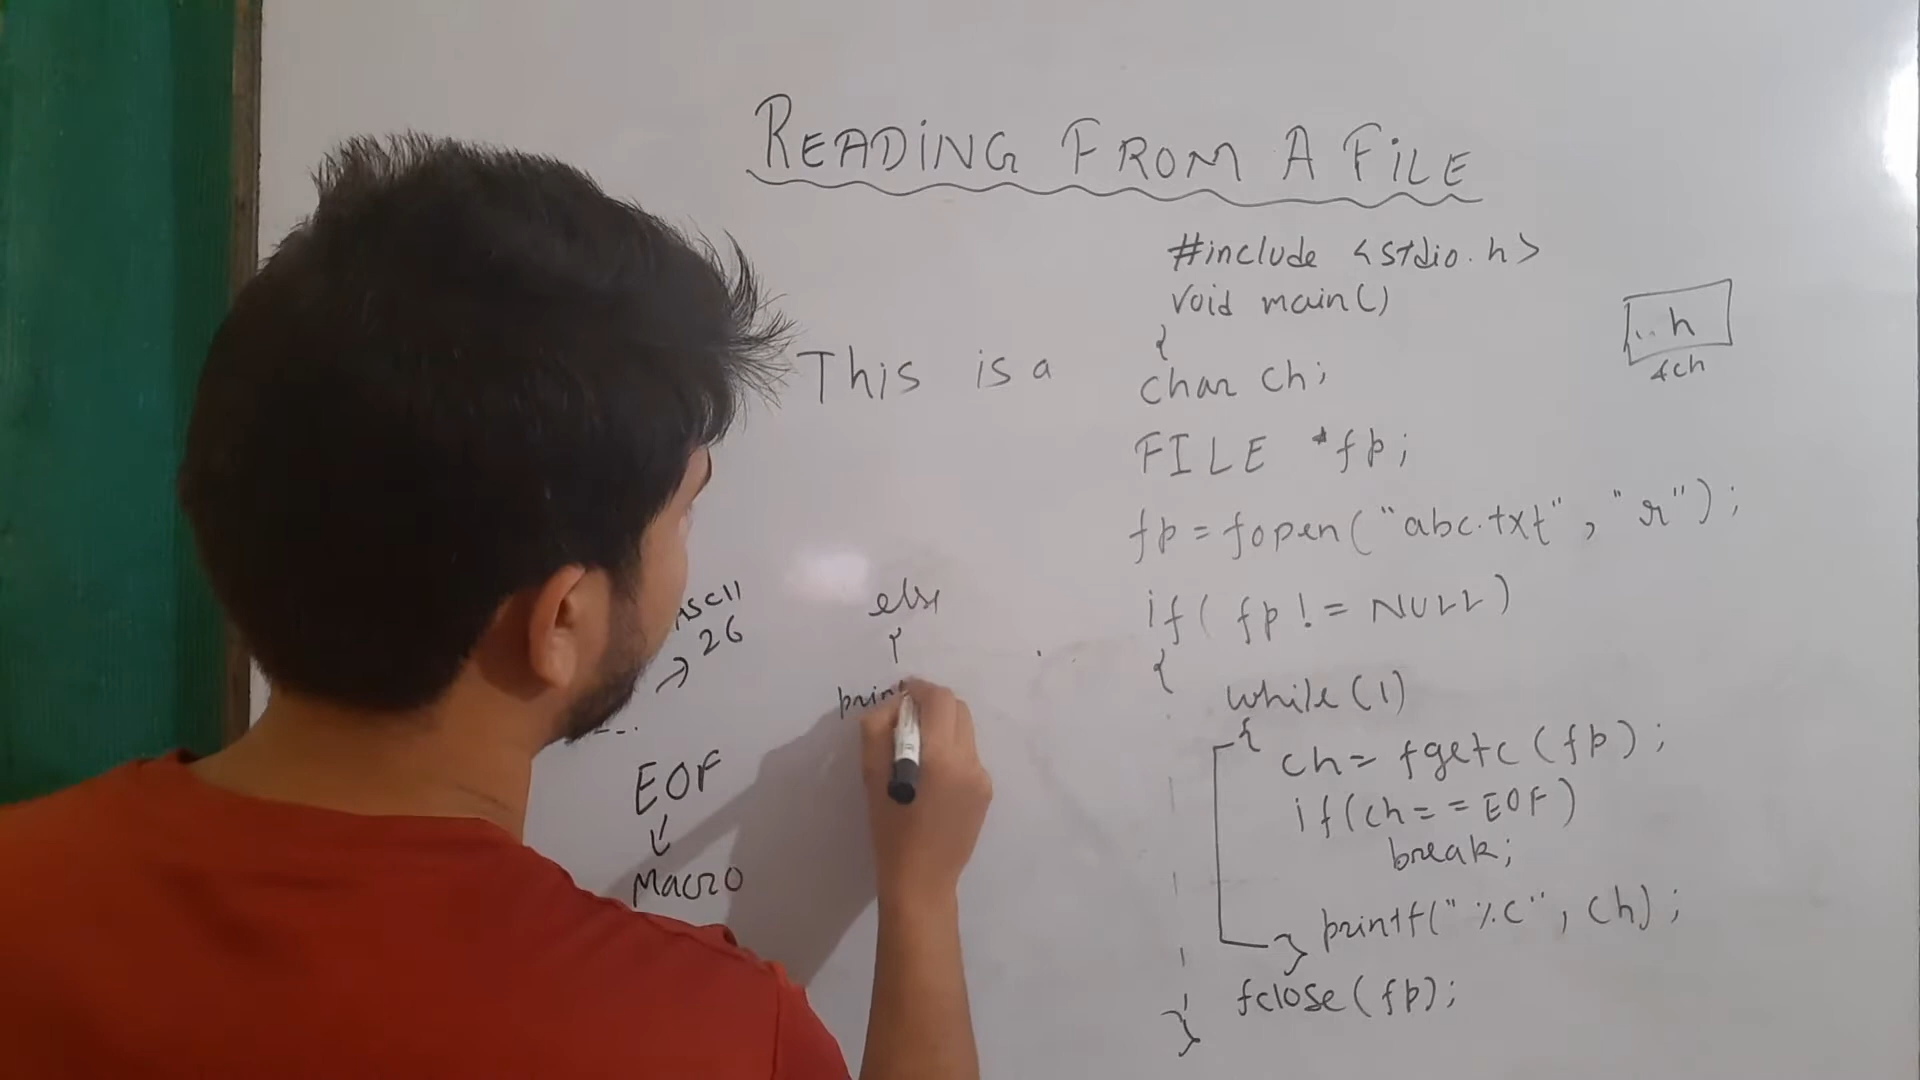 READING FROM A FILE
#include <stdio.h>
void main()
{
char ch;
FILE *fp;
fp = fopen("abc.txt", "r");
if( fp != NULL)
{
while(1)
{
ch = fgetc(fp);
if(ch == EOF)
break;
printf("%c", ch);
}
fclose(fp);
}
..h
ch
This is a
26
EOF
Macro
else
{